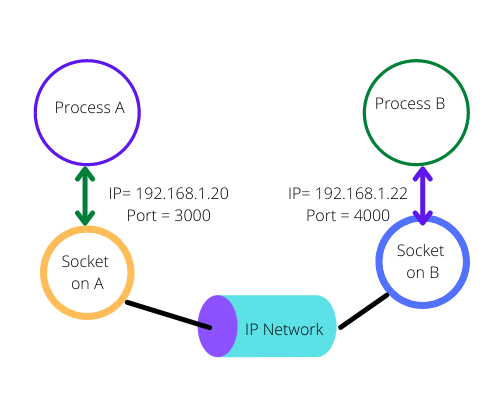 Process A
Process B
IP= 192.168.1.20
Port = 3000
IP= 192.168.1.22
Port = 4000
Socket
on A
Socket
on B
IP Network